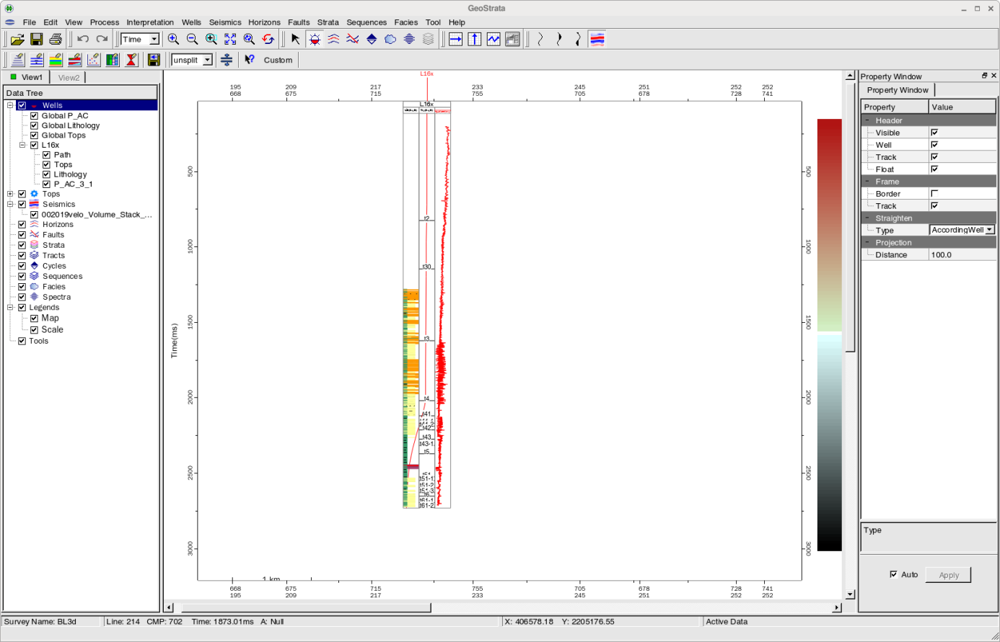 GeoStrata
File Edit View Process Interpretation Wells Seismics Horizons Faults Strata Sequences Facies Tool Help
Time
unsplit Custom
View1 View2
Data Tree
Wells
Global P_AC
Global Lithology
Global Tops
L16x
Path
Tops
Lithology
P_AC_3_1
Tops
Seismics
002019velo_Volume_Stack_...
Horizons
Faults
Strata
Tracts
Cycles
Sequences
Facies
Spectra
Legends
Map
Scale
Tools
L16x
195 209 217 233 245 251 252 252
668 675 715 755 705 678 728 741
L16x
Time(ms)
500
1000
1500
2000
2500
3000
t2
t30
t3
t4
t41
t42
t43
t43-1
t5
t51-1
t51-2
t51-3
t6
t61-1
t61-2
500
1000
1500
2000
2500
3000
1 km
668 675 715 755 705 678 728 741
195 209 217 233 245 251 252 252
Property Window
Property Window
Property Value
Header
Visible
Well
Track
Float
Frame
Border
Track
Straighten
Type AccordingWell
Projection
Distance 100.0
Type
Auto Apply
Survey Name: BL3d Line: 214 CMP: 702 Time: 1873.01ms A: Null X: 406578.18 Y: 2205176.55 Active Data